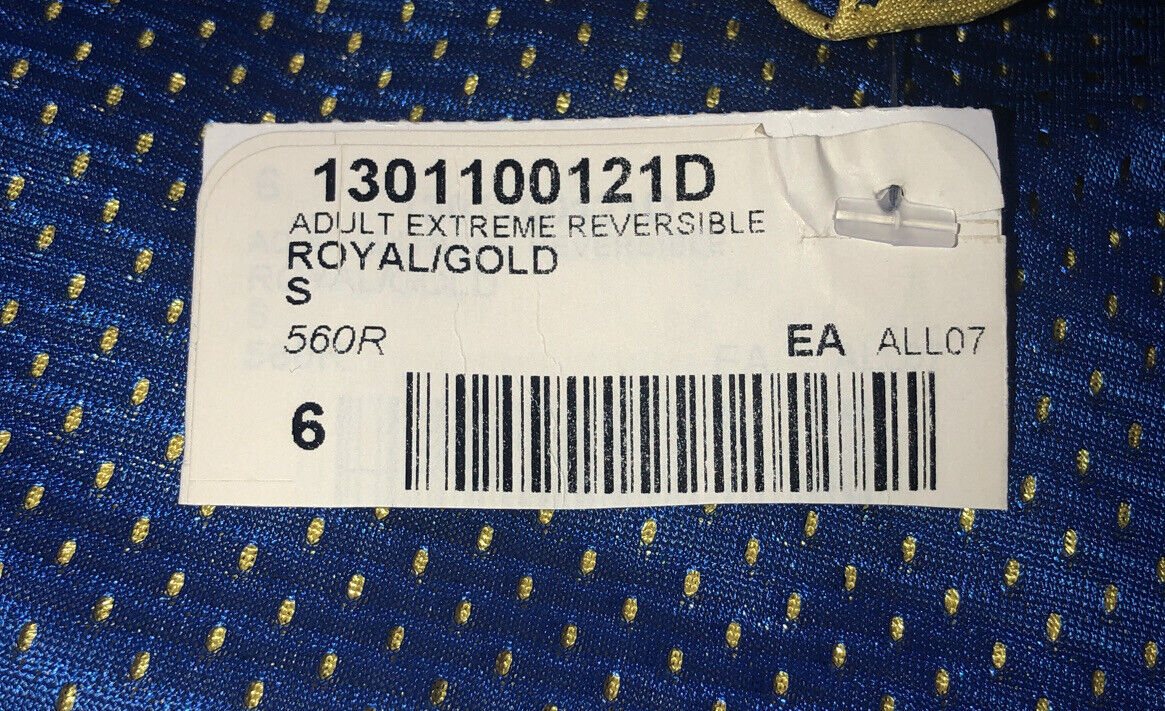 1301100121D
ADULT EXTREME REVERSIBLE
ROYAL/GOLD
S
560R EA ALL07
6